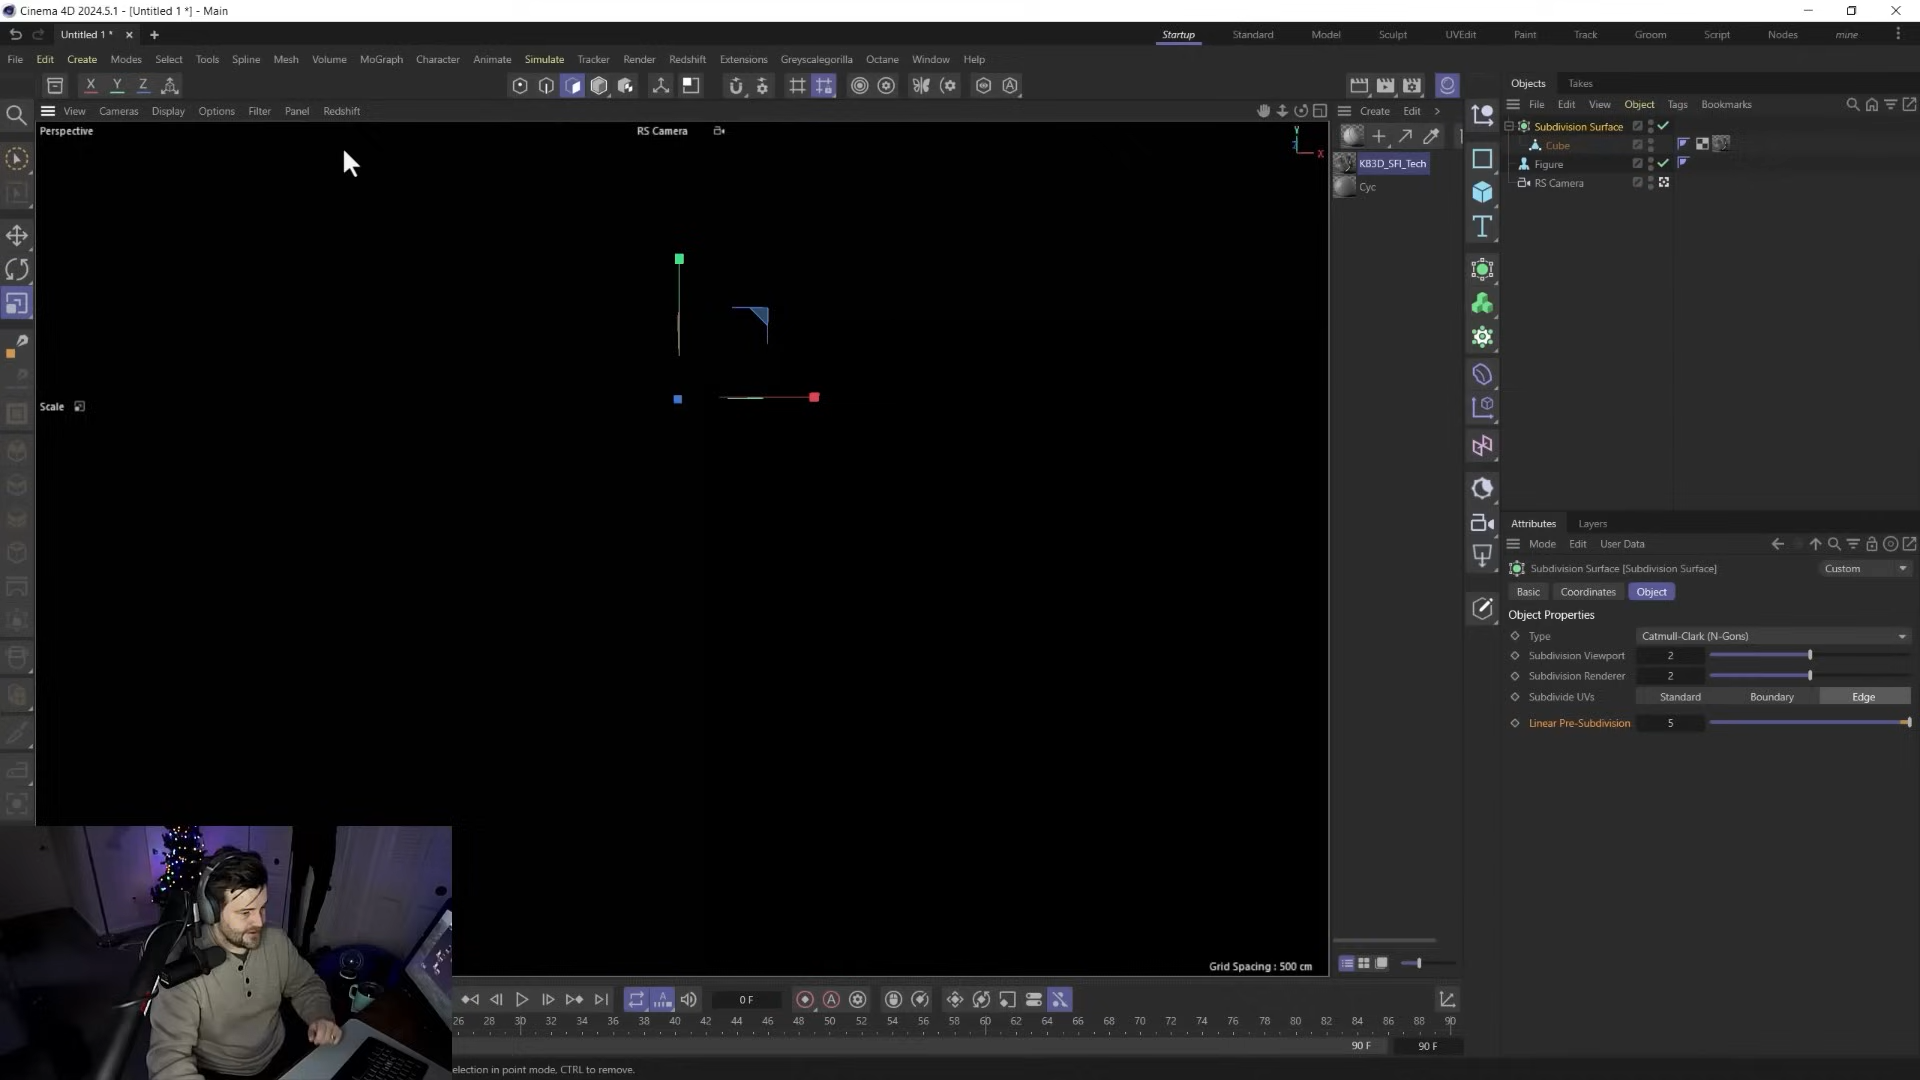 Cinema 4D 2024.5.1 - [Untitled 1 *] - Main
Untitled 1 *
Startup Standard Model Sculpt UVEdit Paint Track Groom Script Nodes mine
File Edit Create Modes Select Tools Spline Mesh Volume MoGraph Character Animate Simulate Tracker Render Redshift Extensions Greyscalegorilla Octane Window Help
X Y Z
Objects Takes
View Cameras Display Options Filter Panel Redshift
Create Edit
File Edit View Object Tags Bookmarks
Perspective
RS Camera
Y
Z
X
Subdivision Surface
Cube
Figure
RS Camera
KB3D_SFI_Tech
Cyc
Scale
Attributes Layers
Mode Edit User Data
Subdivision Surface [Subdivision Surface]
Custom
Basic Coordinates Object
Object Properties
Type Catmull-Clark (N-Gons)
Subdivision Viewport 2
Subdivision Renderer 2
Subdivide UVs Standard Boundary Edge
Linear Pre-Subdivision 5
Grid Spacing : 500 cm
0 F
26 28 30 32 34 36 38 40 42 44 46 48 50 52 54 56 58 60 62 64 66 68 70 72 74 76 78 80 82 84 86 88 90
90 F 90 F
election in point mode, CTRL to remove.